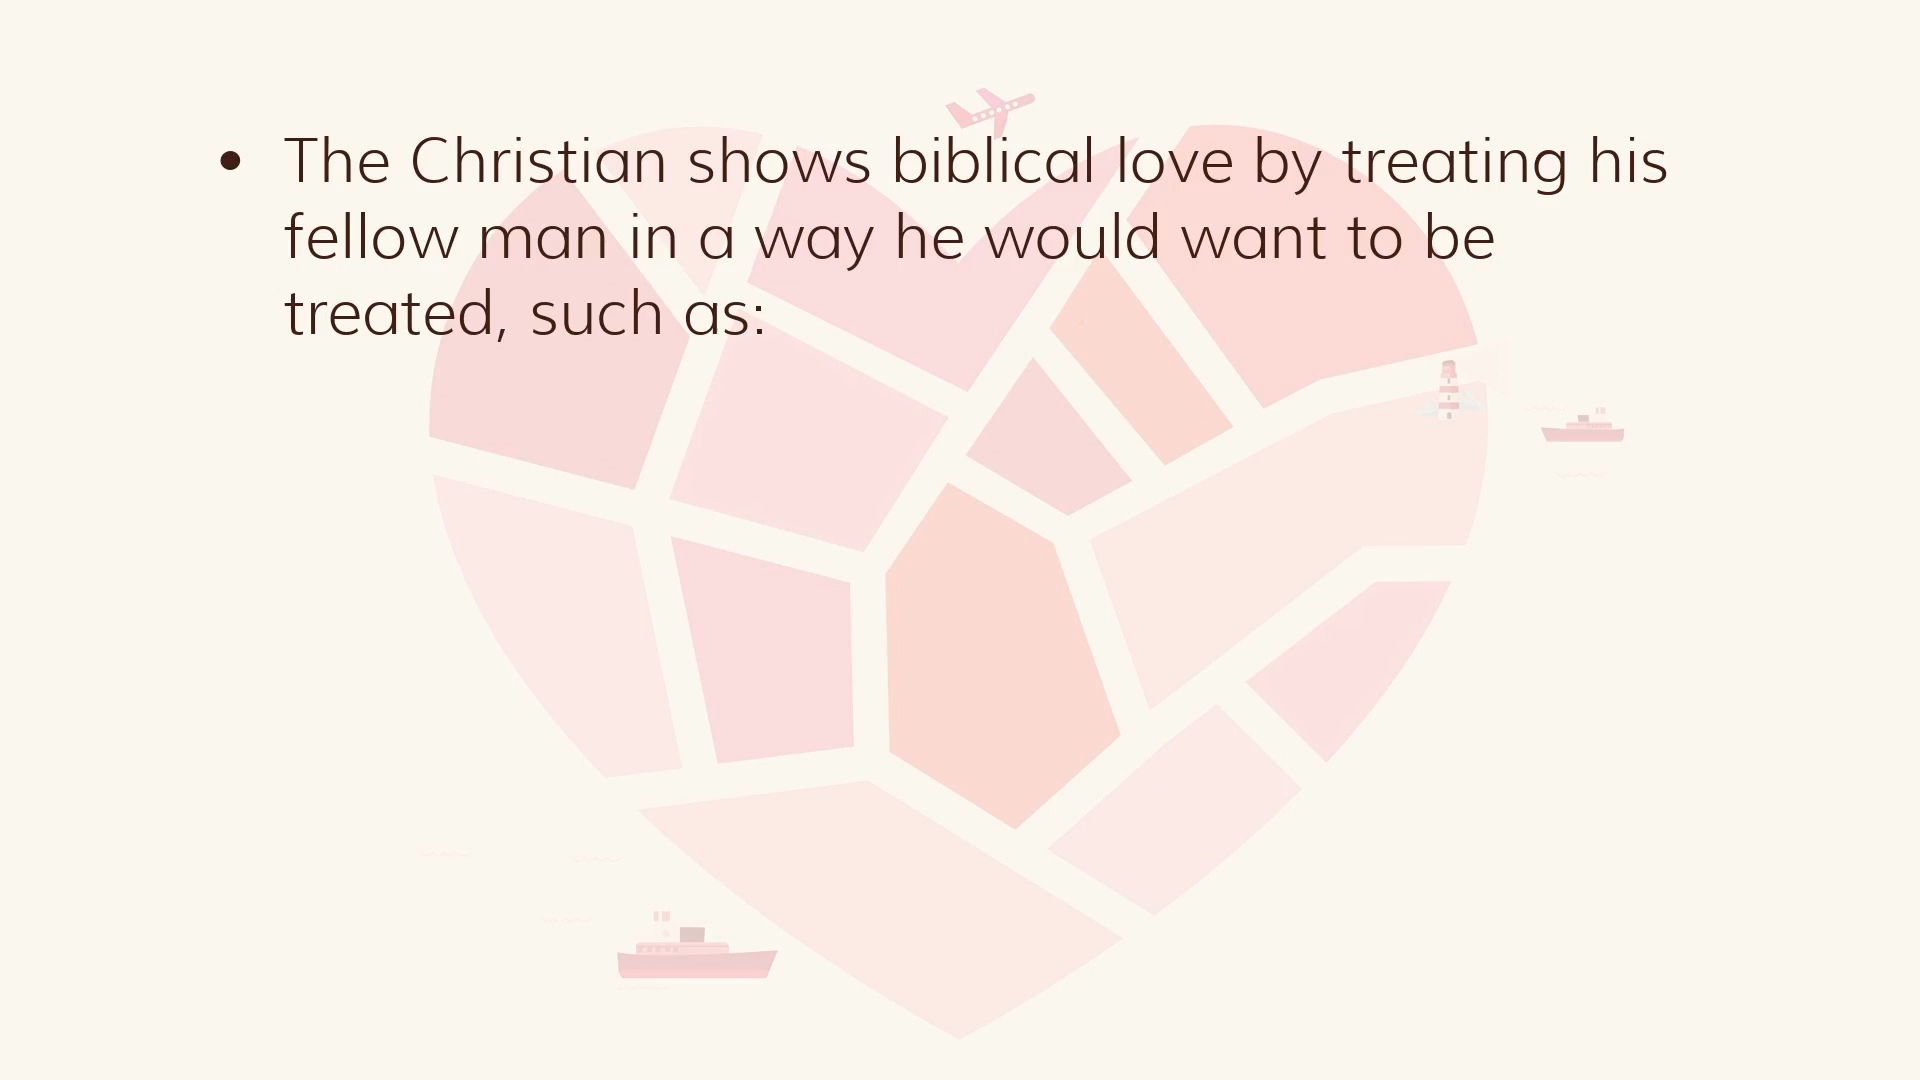 • The Christian shows biblical love by treating his
fellow man in a way he would want to be
treated, such as: